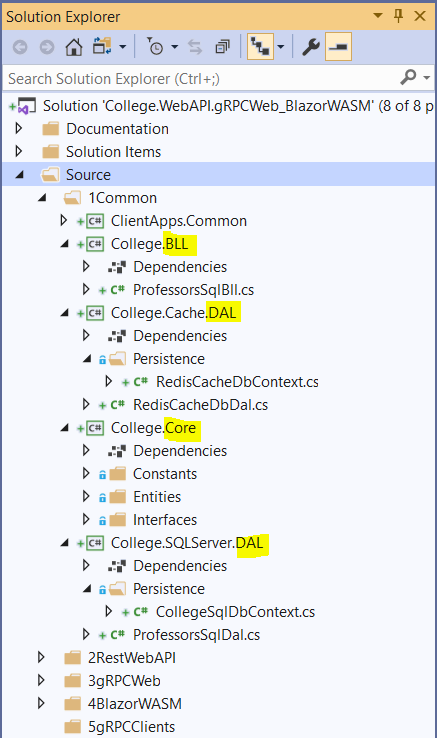 Solution Explorer
Search Solution Explorer (Ctrl+;)
Solution 'College.WebAPI.gRPCWeb_BlazorWASM' (8 of 8 p
Documentation
Solution Items
Source
1Common
C# ClientApps.Common
C# College.BLL
Dependencies
C# ProfessorsSqlBll.cs
C# College.Cache.DAL
Dependencies
Persistence
C# RedisCacheDbContext.cs
C# RedisCacheDbDal.cs
C# College.Core
Dependencies
Constants
Entities
Interfaces
C# College.SQLServer.DAL
Dependencies
Persistence
C# CollegeSqlDbContext.cs
C# ProfessorsSqlDal.cs
2RestWebAPI
3gRPCWeb
4BlazorWASM
5gRPCClients